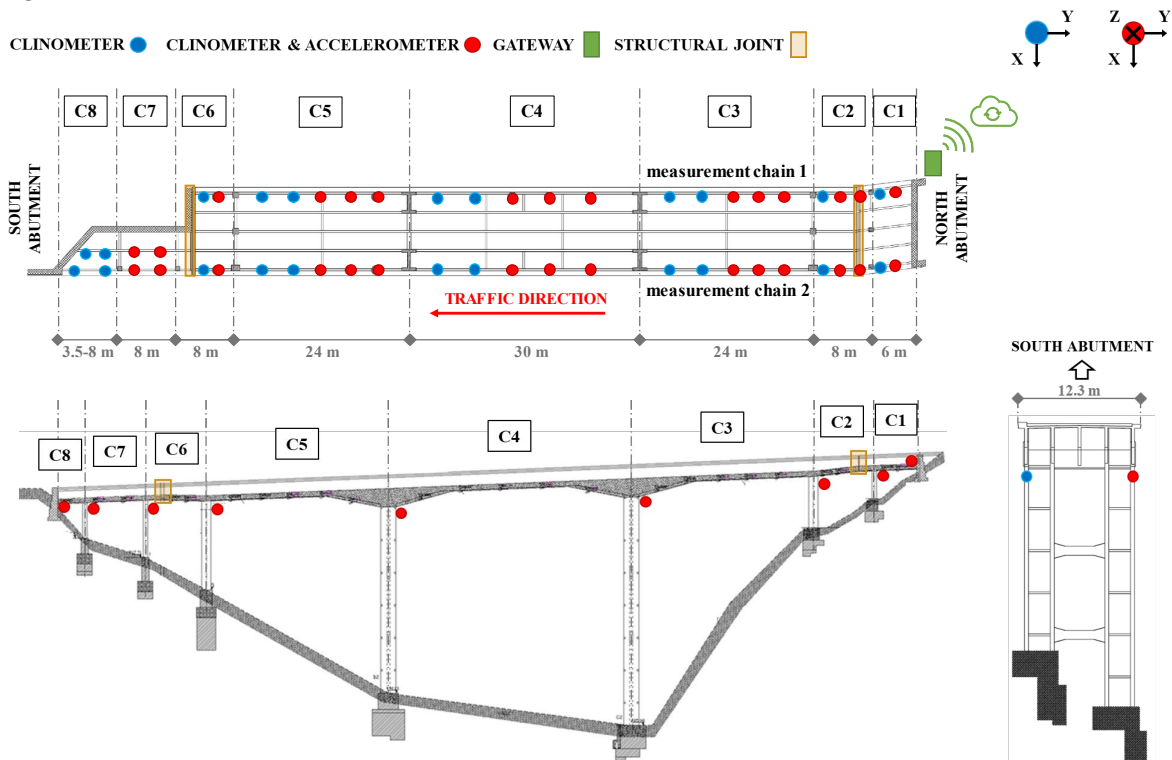 CLINOMETER CLINOMETER & ACCELEROMETER GATEWAY STRUCTURAL JOINT
Y
X
Z
Y
X
C8 C7 C6 C5 C4 C3 C2 C1
measurement chain 1
SOUTH ABUTMENT
NORTH ABUTMENT
measurement chain 2
TRAFFIC DIRECTION
3.5-8 m 8 m 8 m 24 m 30 m 24 m 8 m 6 m
SOUTH ABUTMENT
12.3 m
C8 C7 C6 C5 C4 C3 C2 C1